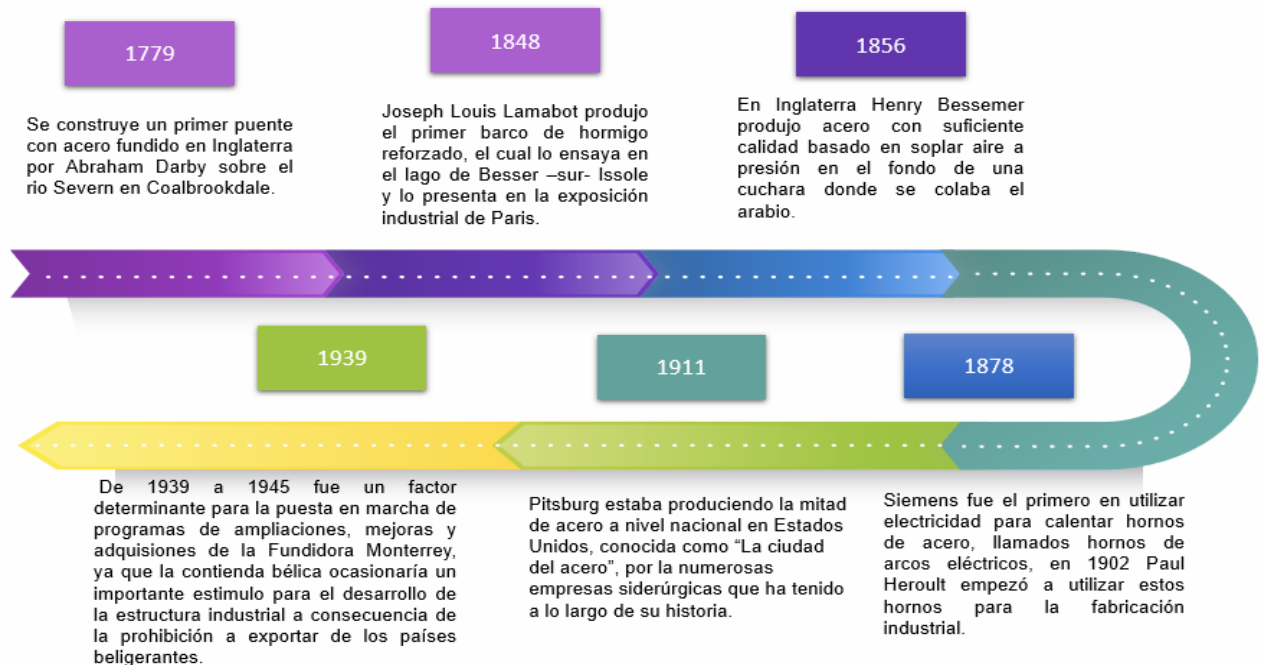 1779
Se construye un primer puente
con acero fundido en Inglaterra
por Abraham Darby sobre el
rio Severn en Coalbrookdale.
1848
Joseph Louis Lamabot produjo
el primer barco de hormigo
reforzado, el cual lo ensaya en
el lago de Besser –sur- Issole
y lo presenta en la exposición
industrial de Paris.
1856
En Inglaterra Henry Bessemer
produjo acero con suficiente
calidad basado en soplar aire a
presión en el fondo de una
cuchara donde se colaba el
arabio.
1878
Siemens fue el primero en utilizar
electricidad para calentar hornos
de acero, llamados hornos de
arcos eléctricos, en 1902 Paul
Heroult empezó a utilizar estos
hornos para la fabricación
industrial.
1911
Pitsburg estaba produciendo la mitad
de acero a nivel nacional en Estados
Unidos, conocida como “La ciudad
del acero”, por la numerosas
empresas siderúrgicas que ha tenido
a lo largo de su historia.
1939
De 1939 a 1945 fue un factor
determinante para la puesta en marcha
de programas de ampliaciones, mejoras y
adquisiones de la Fundidora Monterrey,
ya que la contienda bélica ocasionaría un
importante estimulo para el desarrollo de
la estructura industrial a consecuencia de
la prohibición a exportar de los países
beligerantes.